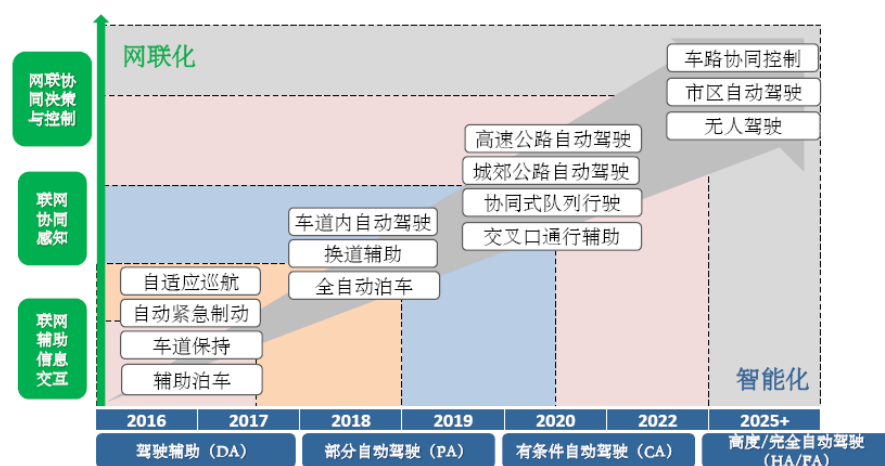 网联化
网联协
同决策
与控制
联网
协同
感知
联网
辅助
信息
交互
车路协同控制
市区自动驾驶
无人驾驶
高速公路自动驾驶
城郊公路自动驾驶
协同式队列行驶
交叉口通行辅助
车道内自动驾驶
换道辅助
全自动泊车
自适应巡航
自动紧急制动
车道保持
辅助泊车
智能化
2016 2017 2018 2019 2020 2022 2025+
驾驶辅助（DA） 部分自动驾驶（PA） 有条件自动驾驶（CA） 高度/完全自动驾驶
（HA/FA）